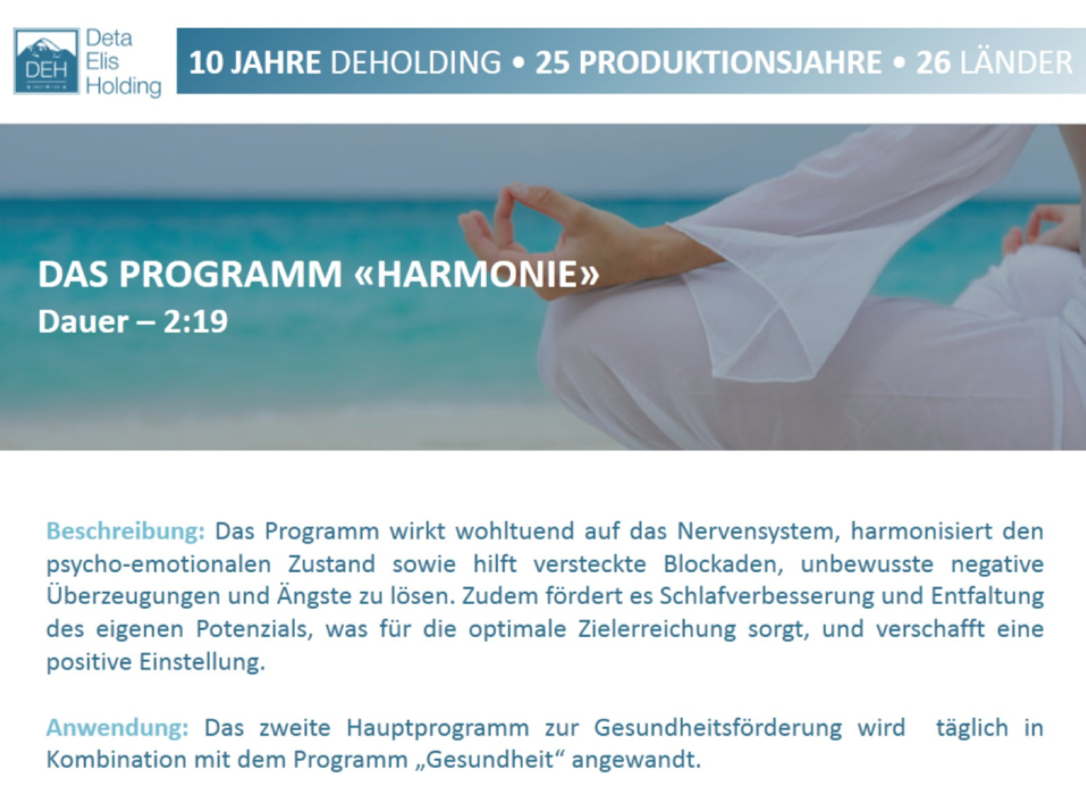 DEH
Deta
Elis
Holding
10 JAHRE DEHOLDING • 25 PRODUKTIONSJAHRE • 26 LÄNDER
DAS PROGRAMM «HARMONIE»
Dauer – 2:19
Beschreibung: Das Programm wirkt wohltuend auf das Nervensystem, harmonisiert den
psycho-emotionalen Zustand sowie hilft versteckte Blockaden, unbewusste negative
Überzeugungen und Ängste zu lösen. Zudem fördert es Schlafverbesserung und Entfaltung
des eigenen Potenzials, was für die optimale Zielerreichung sorgt, und verschafft eine
positive Einstellung.
Anwendung: Das zweite Hauptprogramm zur Gesundheitsförderung wird täglich in
Kombination mit dem Programm „Gesundheit“ angewandt.